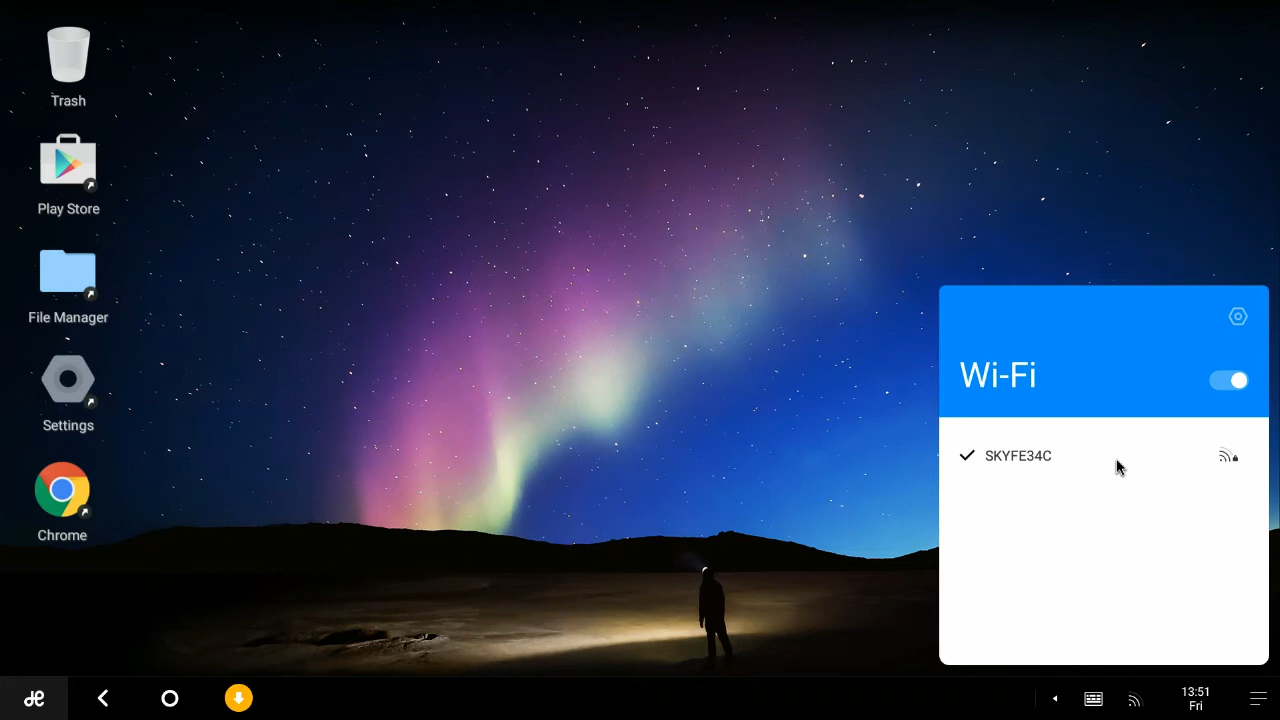 Trash
Play Store
File Manager
Settings
Chrome
Wi-Fi
SKYFE34C
13:51
Fri